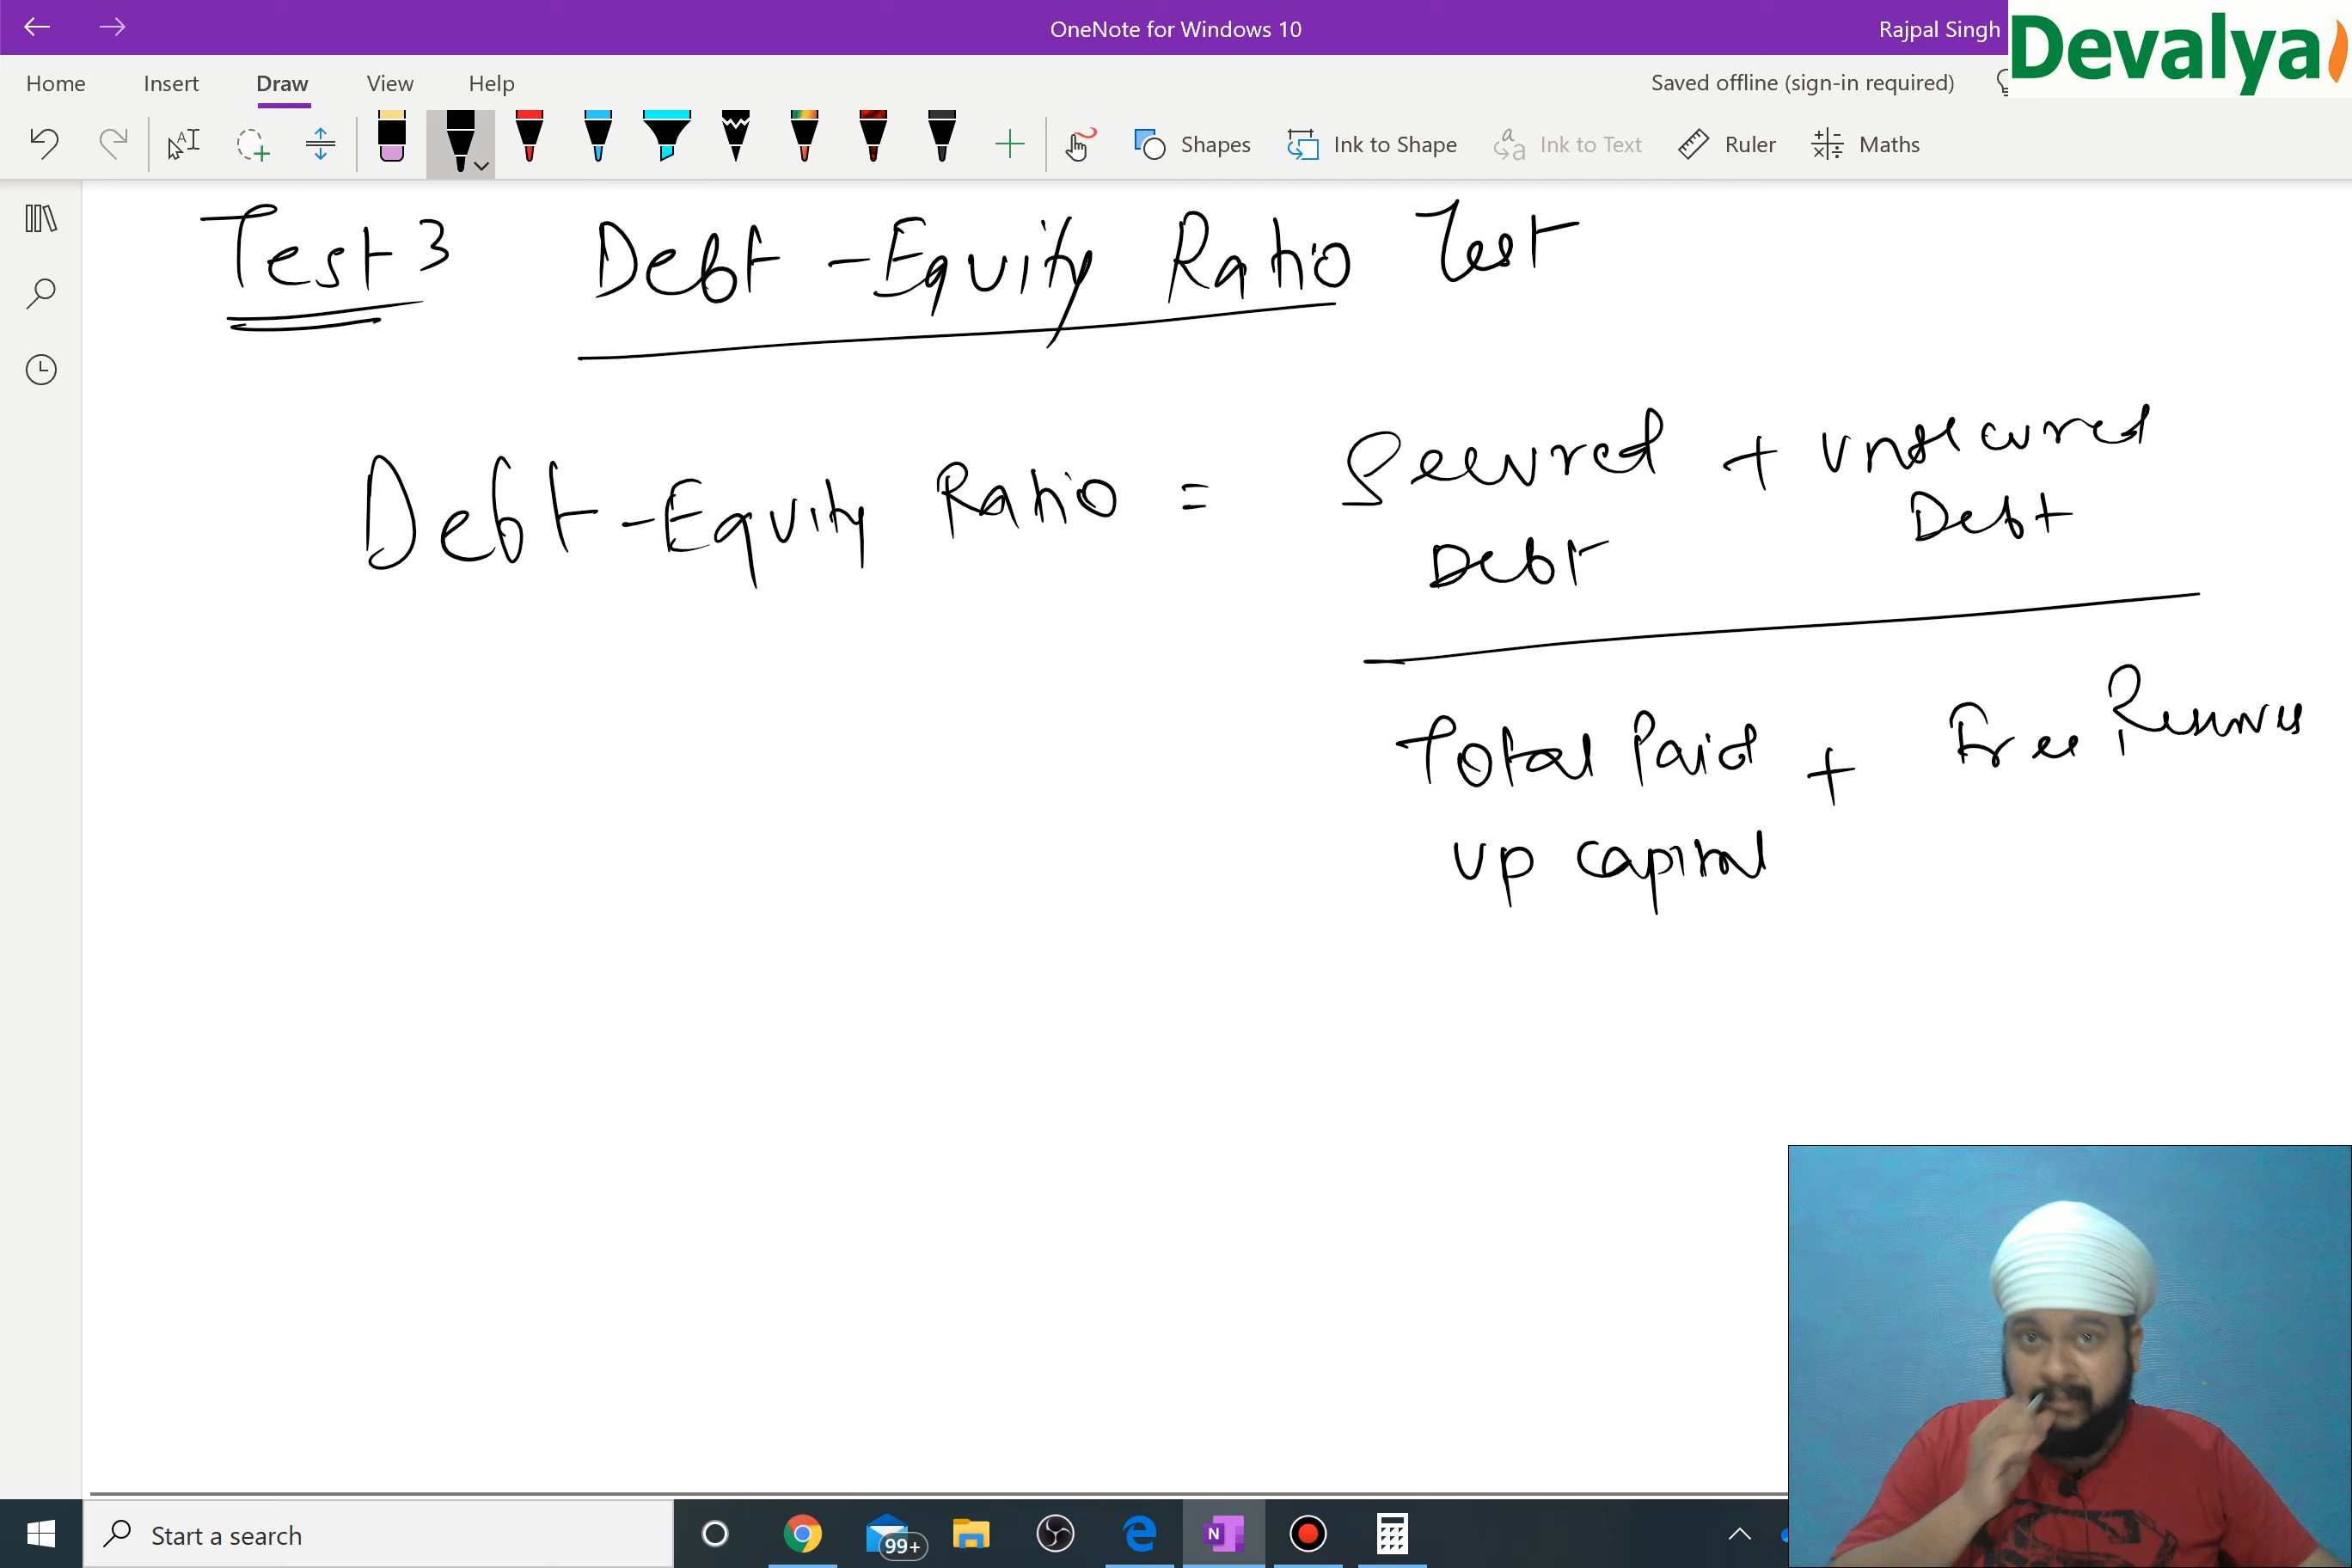 OneNote for Windows 10
Rajpal Singh
Devalya
Home Insert Draw View Help
Saved offline (sign-in required)
Shapes Ink to Shape Ink to Text Ruler Maths
Test 3 Debt - Equity Ratio Test
Debt - Equity Ratio = Secured + unsecured
Debt Debt
Total Paid + Free Reserves
up capital
Start a search
99+
N